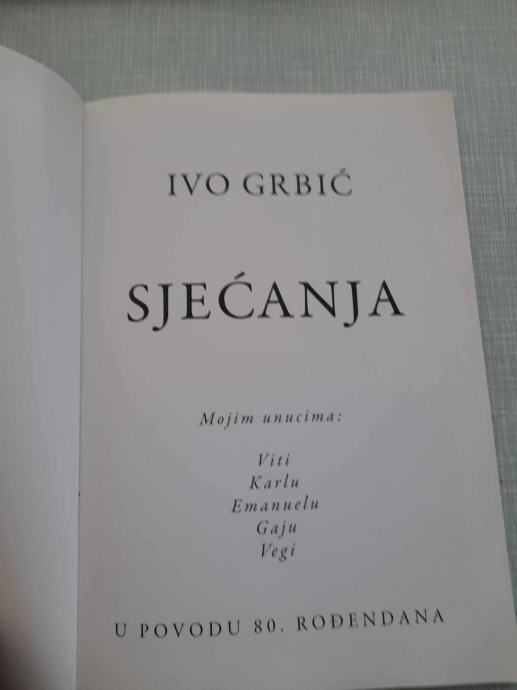 IVO GRBIĆ
SJEĆANJA
Mojim unucima:
Viti
Karlu
Emanuelu
Gaju
Vegi
U POVODU 80. ROĐENDANA